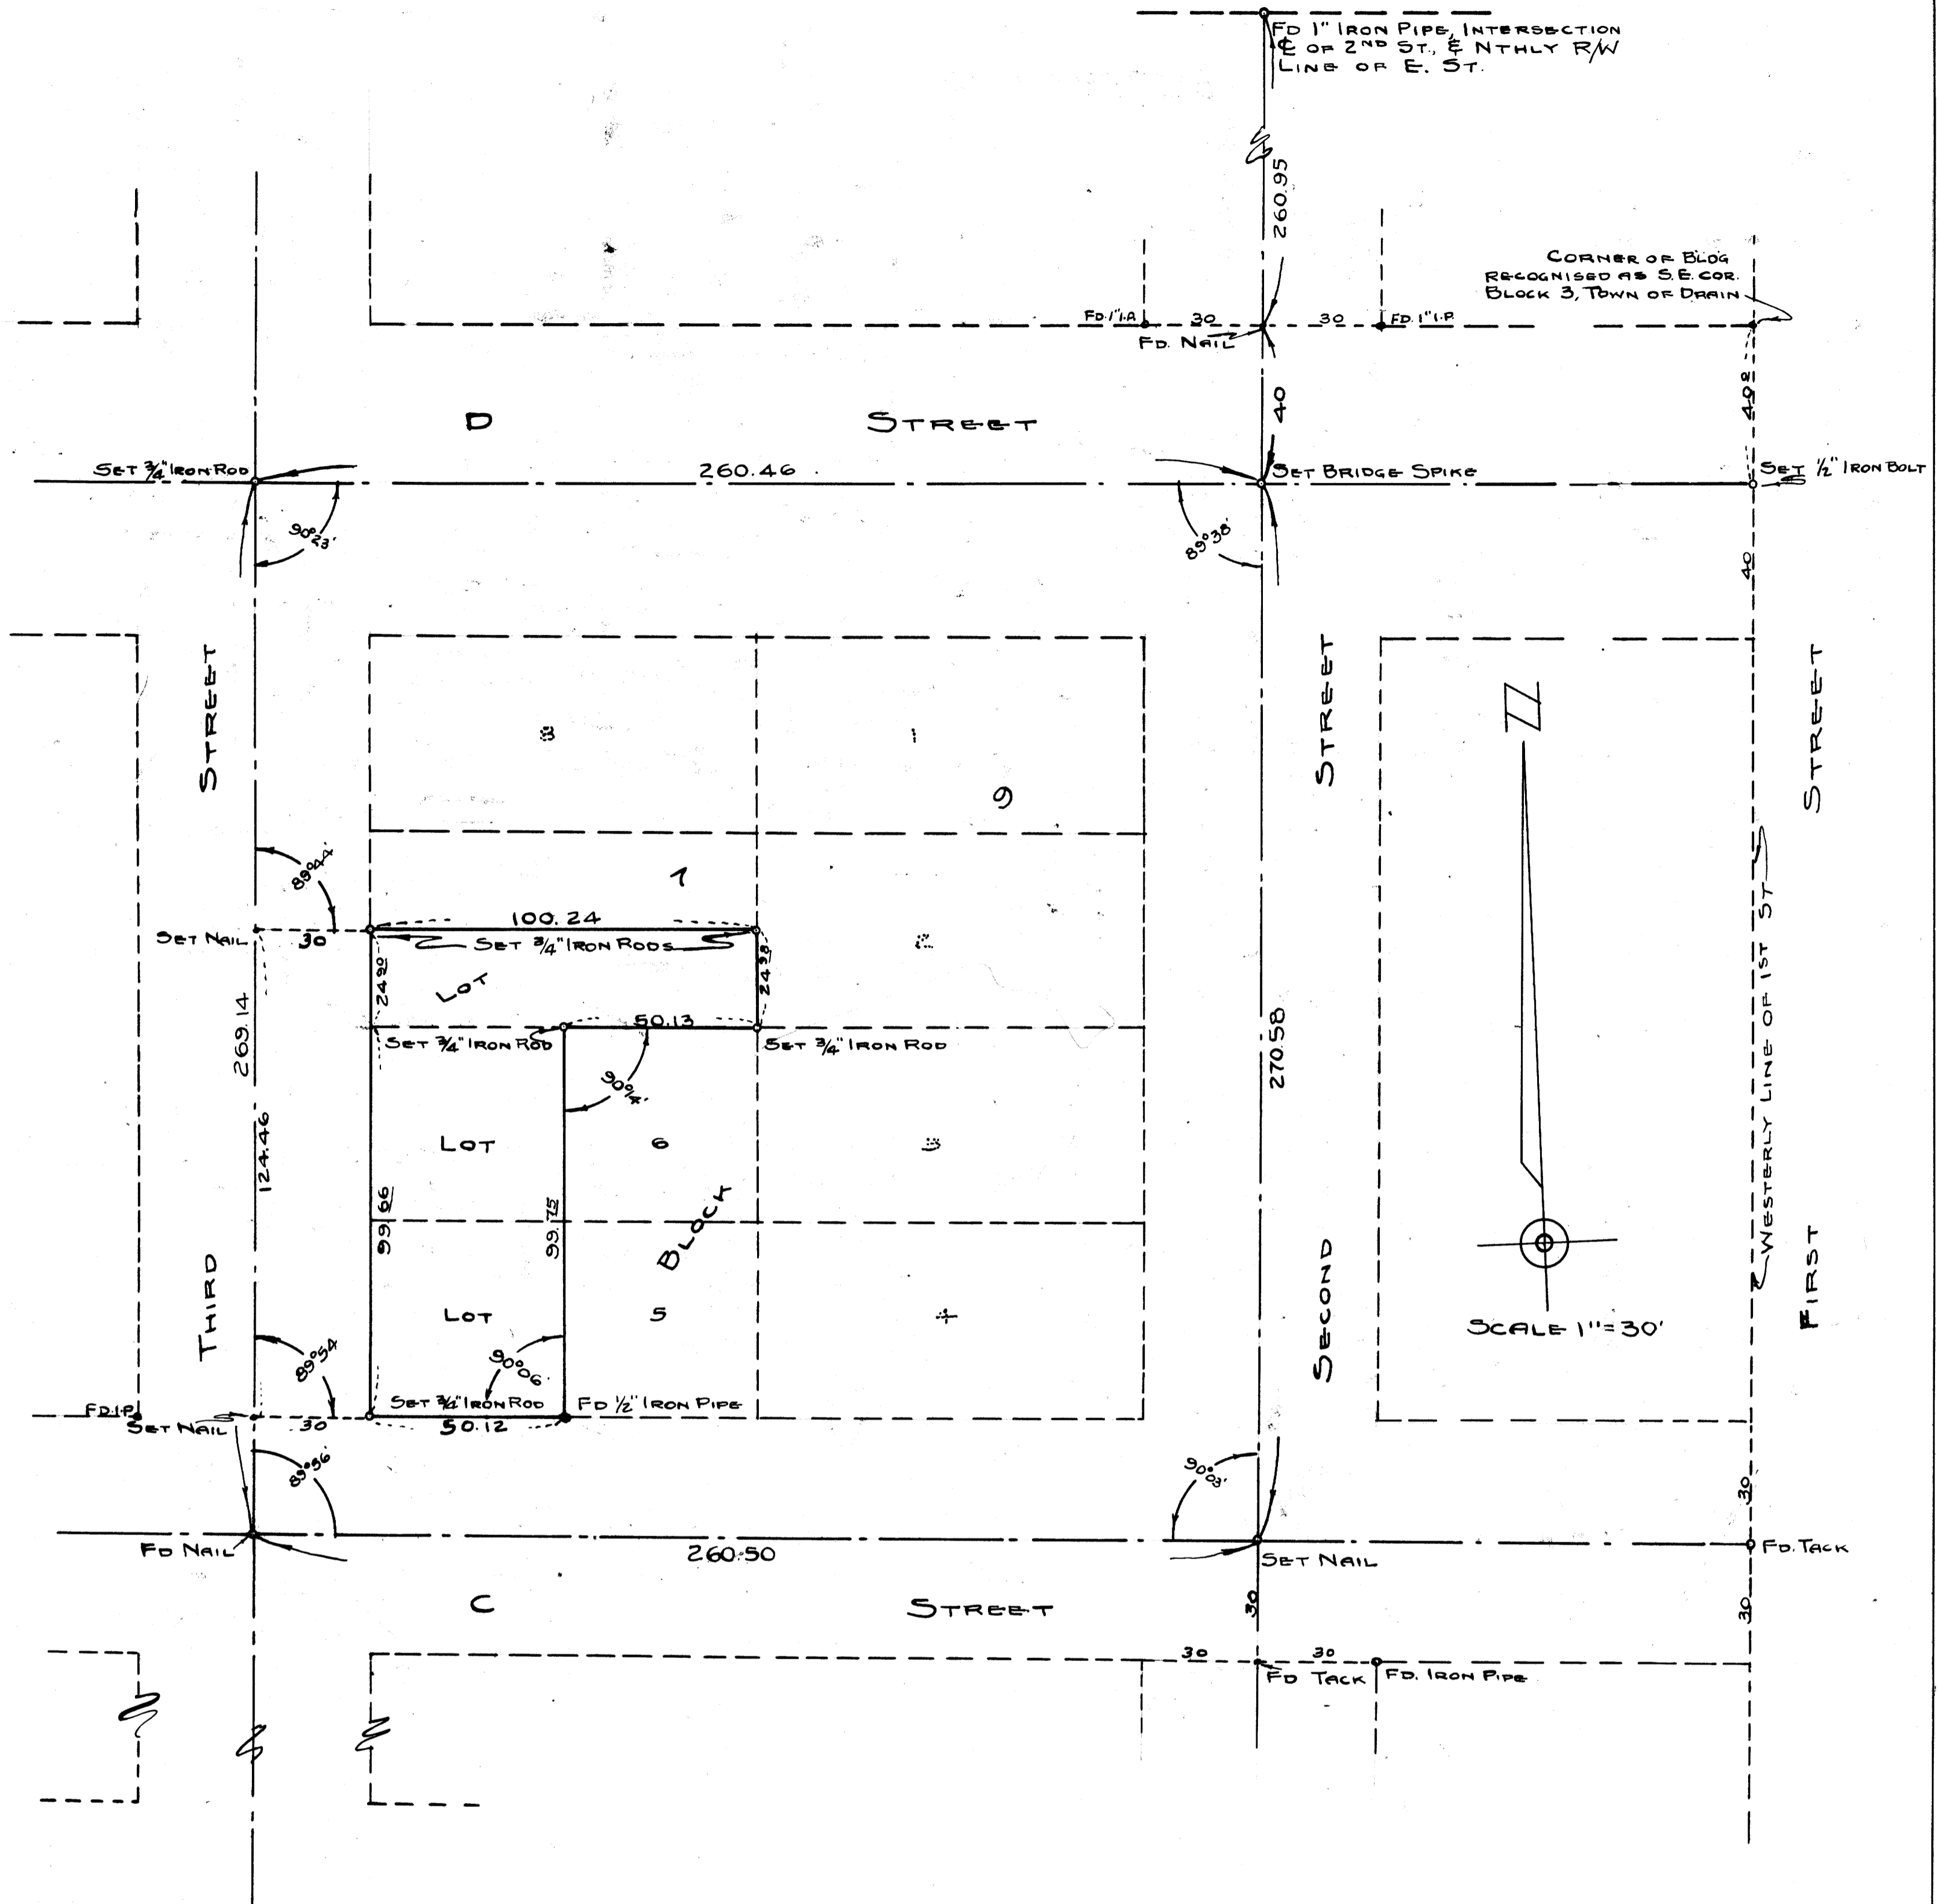 FD 1" IRON PIPE, INTERSECTION
℄ OF 2ND ST., & NTHLY R/W
LINE OF E. ST.
260.95
CORNER OF BLDG
RECOGNISED AS S.E. COR.
BLOCK 3, TOWN OF DRAIN
FD. 1" I.P.
30
30
FD. 1" I.P.
FD. NAIL
40
40
D STREET
SET 3/4" IRON ROD
260.46
SET BRIDGE SPIKE
SET 1/2" IRON BOLT
90°23'
89°38'
40
STREET
STREET
STREET
8
1
9
89°44'
7
SET NAIL
30
100.24
SET 3/4" IRON RODS
2
24.90
24.98
LOT
269.14
50.13
SET 3/4" IRON ROD
SET 3/4" IRON ROD
270.58
90°
WESTERLY LINE OF 1ST ST
124.46
LOT
6
3
99.66
99.75
BLOCK
THIRD
LOT
5
4
SECOND
FIRST
SCALE 1"=30'
89°54'
90°06'
FD. I.P.
SET NAIL
30
SET 3/4" IRON ROD
FD 1/2" IRON PIPE
50.12
89°56'
90°03'
30
FD NAIL
260.50
SET NAIL
FD. TACK
C STREET
30
30
30
30
FD TACK
FD. IRON PIPE